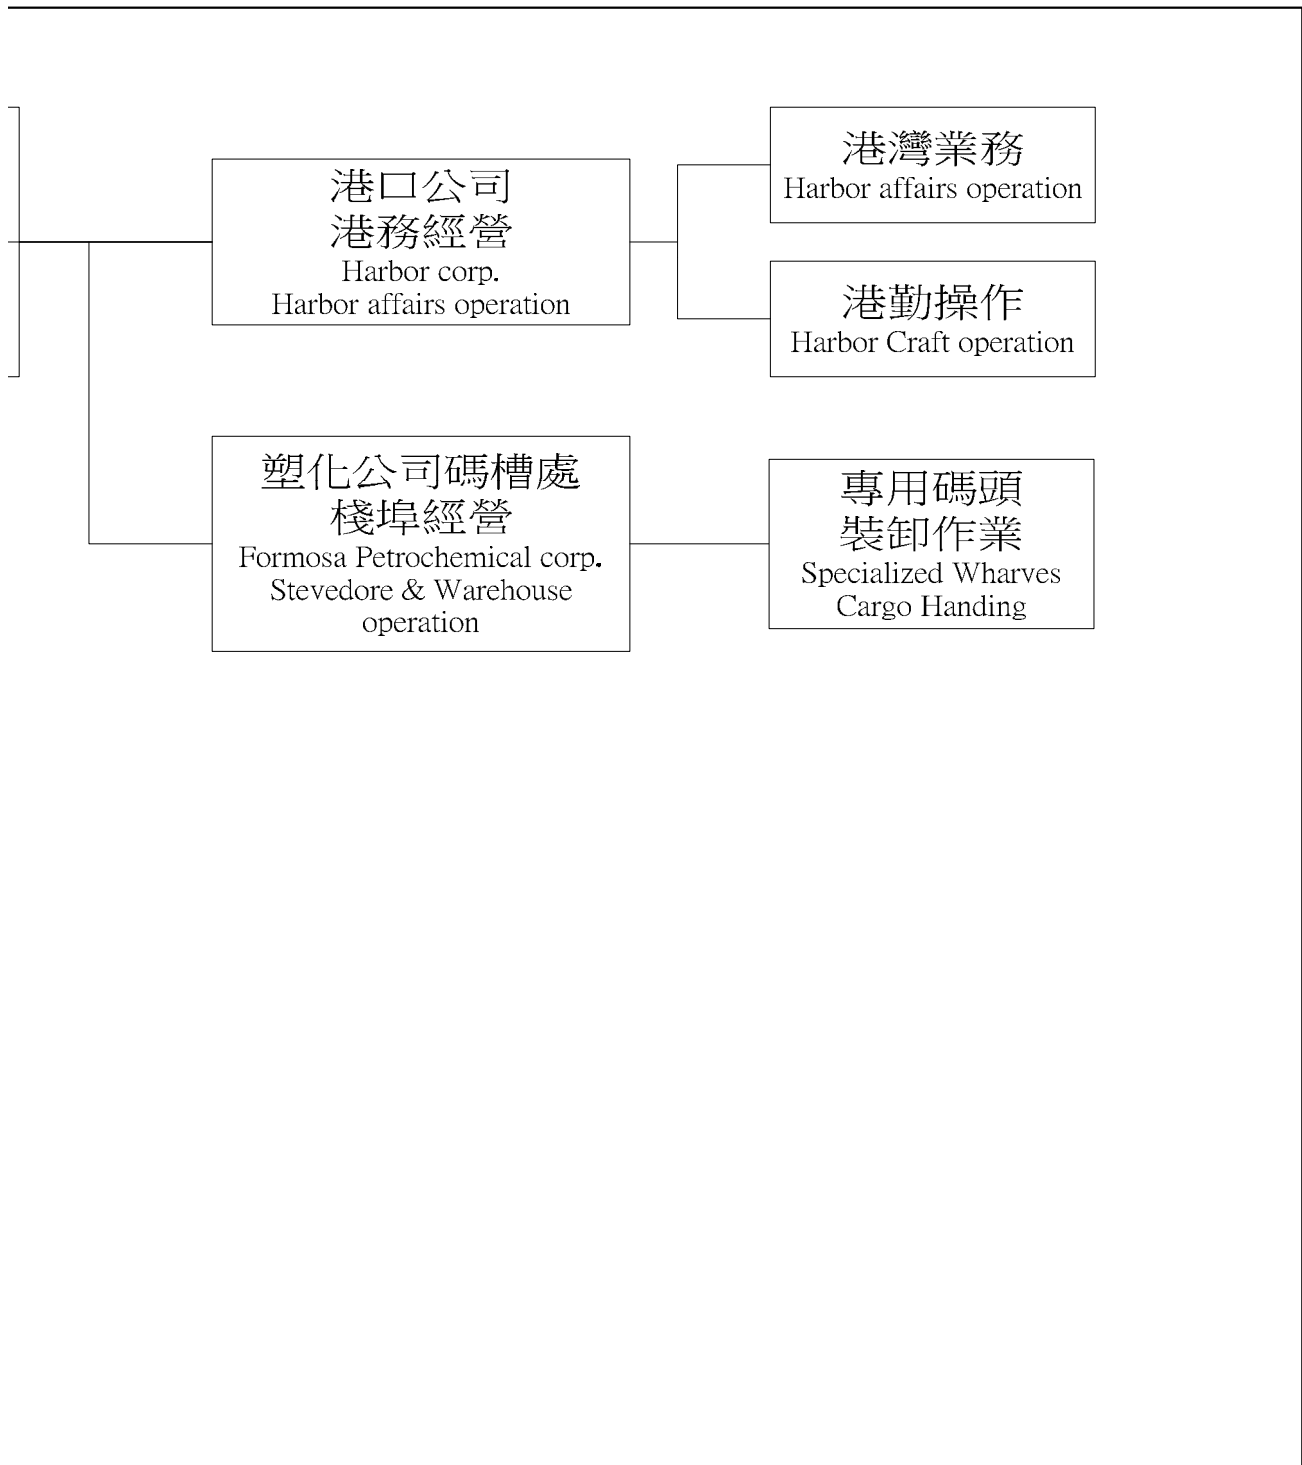 港灣業務
Harbor affairs operation
港口公司
港務經營
Harbor corp.
Harbor affairs operation
港勤操作
Harbor Craft operation
塑化公司碼槽處
棧埠經營
Formosa Petrochemical corp.
Stevedore & Warehouse
operation
專用碼頭
裝卸作業
Specialized Wharves
Cargo Handing